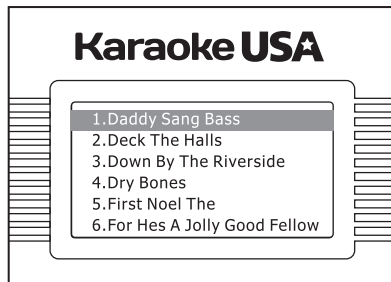 Karaoke USA
1.Daddy Sang Bass
2.Deck The Halls
3.Down By The Riverside
4.Dry Bones
5.First Noel The
6.For Hes A Jolly Good Fellow